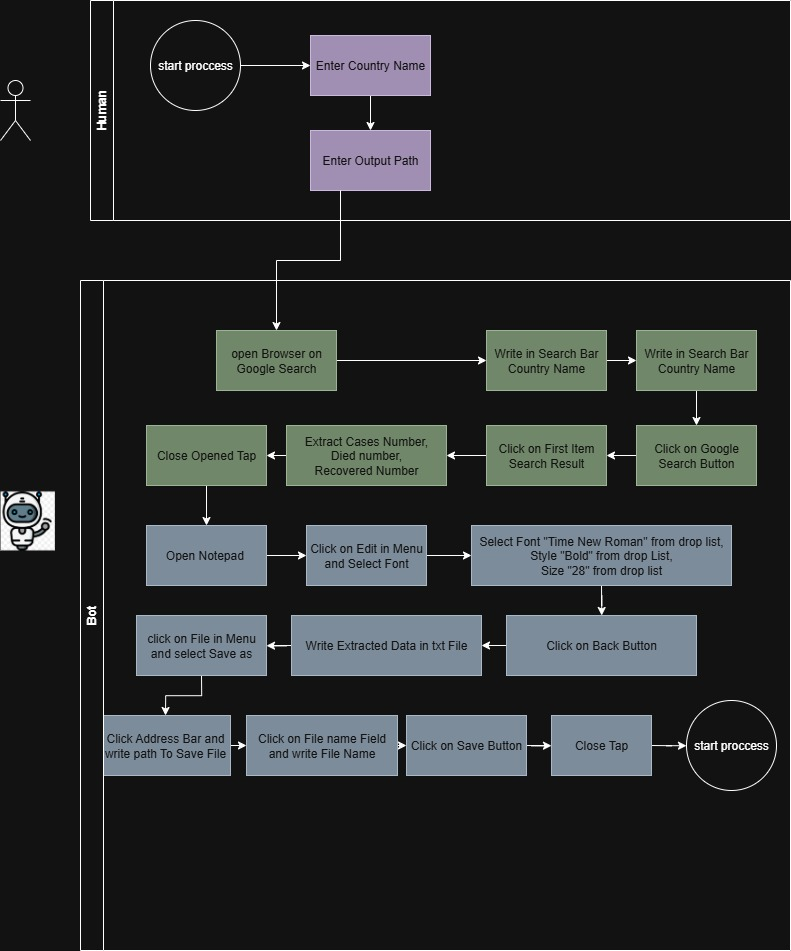 Human
start proccess
Enter Country Name
Enter Output Path
Bot
open Browser on
Google Search
Write in Search Bar
Country Name
Write in Search Bar
Country Name
Click on Google
Search Button
Click on First Item
Search Result
Extract Cases Number,
Died number,
Recovered Number
Close Opened Tap
Open Notepad
Click on Edit in Menu
and Select Font
Select Font "Time New Roman" from drop list,
Style "Bold" from drop List,
Size "28" from drop list
Click on Back Button
Write Extracted Data in txt File
click on File in Menu
and select Save as
Click Address Bar and
write path To Save File
Click on File name Field
and write File Name
Click on Save Button
Close Tap
start proccess